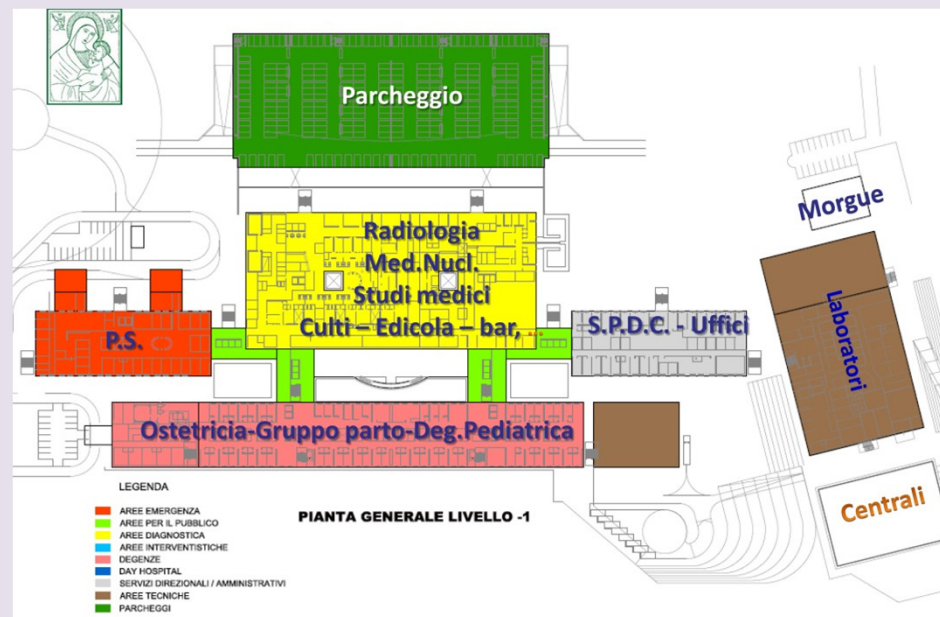 Parcheggio
Morgue
Radiologia
Med.Nucl.
Studi medici
Culti – Edicola – bar, ...
P.S.
S.P.D.C. - Uffici
Laboratori
Ostetricia-Gruppo parto-Deg.Pediatrica
Centrali
PIANTA GENERALE LIVELLO -1
LEGENDA
AREE EMERGENZA
AREE PER IL PUBBLICO
AREE DIAGNOSTICA
AREE INTERVENTISTICHE
DEGENZE
DAY HOSPITAL
SERVIZI DIREZIONALI / AMMINISTRATIVI
AREE TECNICHE
PARCHEGGI